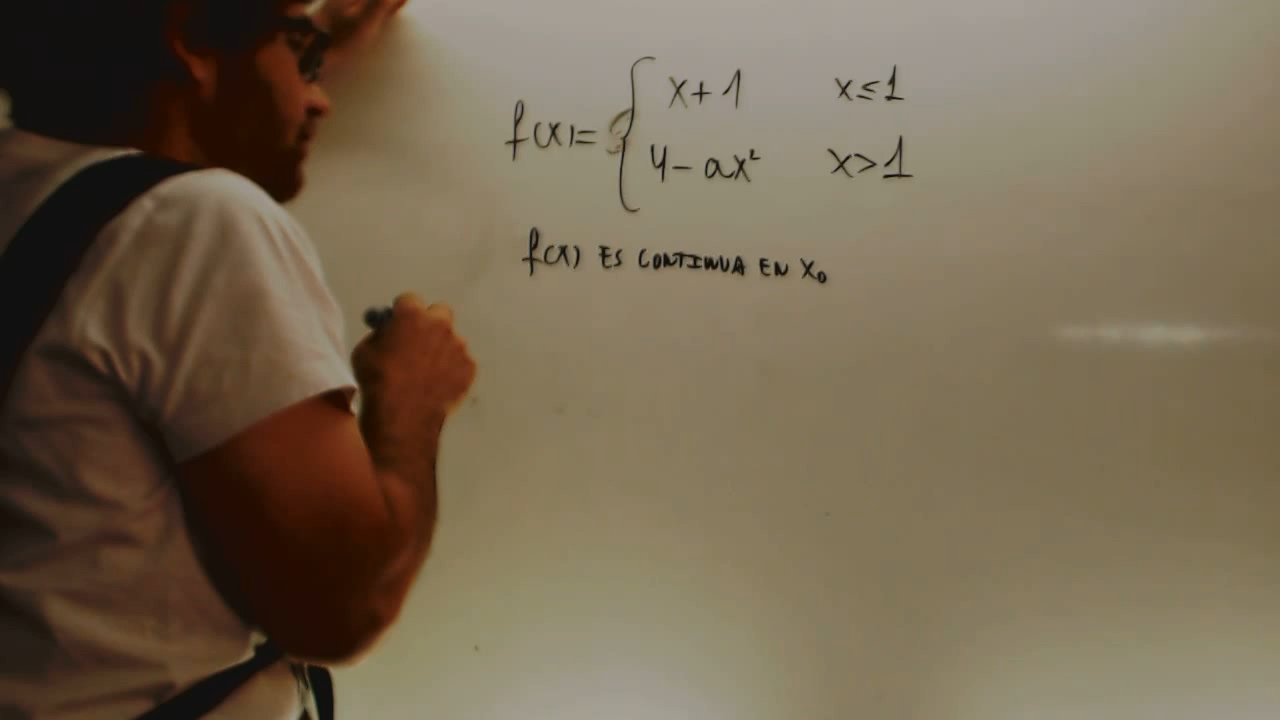 f(x)= { x+1 x≤1
4-ax² x>1
f(x) ES CONTINUA EN x₀